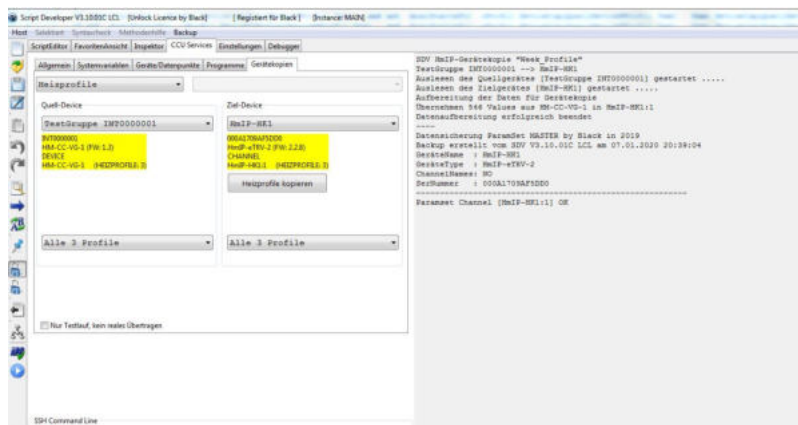 Script Developer V3.10.01C LCL [Unlock Licence by Black] [Registiert für Black] [Instance: MAIN]
Host Selektiert Syntaxcheck Methodenhilfe Backup
ScriptEditor FavoritenAnsicht Inspektor CCU Services Einstellungen Debugger
Allgemein Systemvariablen Geräte/Datenpunkte Programme Gerätekopien
Heizprofile
Quell-Device
Ziel-Device
TestGruppe INT0000001
HmIP-HK1
INT0000001
HM-CC-VG-1 (FW: 1.3)
DEVICE
HM-CC-VG-1 (HEIZPROFILE: 3)
000A1709AF5DD0
HmIP-eTRV-2 (FW: 2.2.8)
CHANNEL
HmIP-HK1:1 (HEIZPROFILE: 3)
Heizprofile kopieren
Alle 3 Profile
Alle 3 Profile
Nur Testlauf, kein reales Übertragen
SSH Command Line
SDV HmIP-Gerätekopie "Week_Profile"
TestGruppe INT0000001 --> HmIP-HK1
Auslesen des Quellgerätes [TestGruppe INT0000001] gestartet .....
Auslesen des Zielgerätes [HmIP-HK1] gestartet .....
Aufbereitung der Daten für Gerätekopie
Übernehmen 546 Values aus HM-CC-VG-1 in HmIP-HK1:1
Datenaufbereitung erfolgreich beendet
----
Datensicherung ParamSet MASTER by Black in 2019
Backup erstellt vom SDV V3.10.01C LCL am 07.01.2020 20:39:04
GeräteName : HmIP-HK1
GeräteType : HmIP-eTRV-2
ChannelNames: NO
SerNummer : 000A1709AF5DD0
Paramset Channel [HmIP-HK1:1] OK